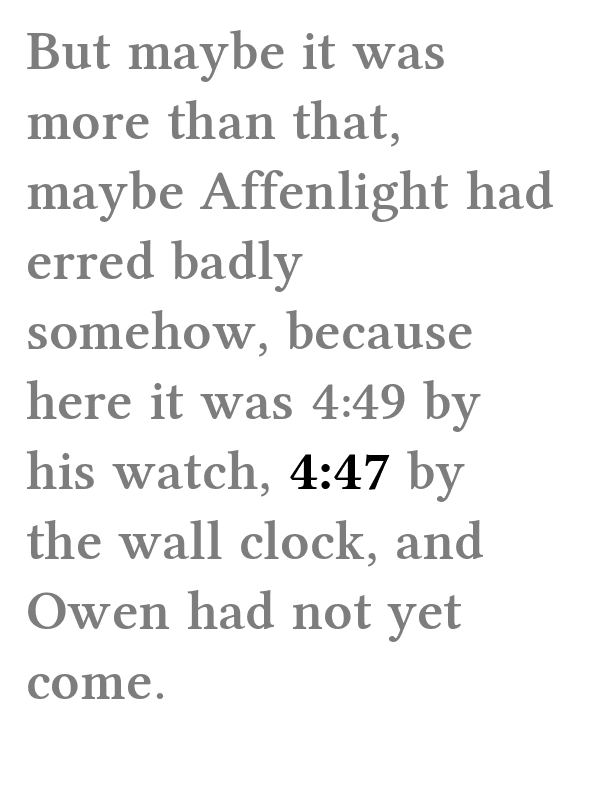 But maybe it was
more than that,
maybe Affenlight had
erred badly
somehow, because
here it was 4:49 by
his watch, 4:47 by
the wall clock, and
Owen had not yet
come.